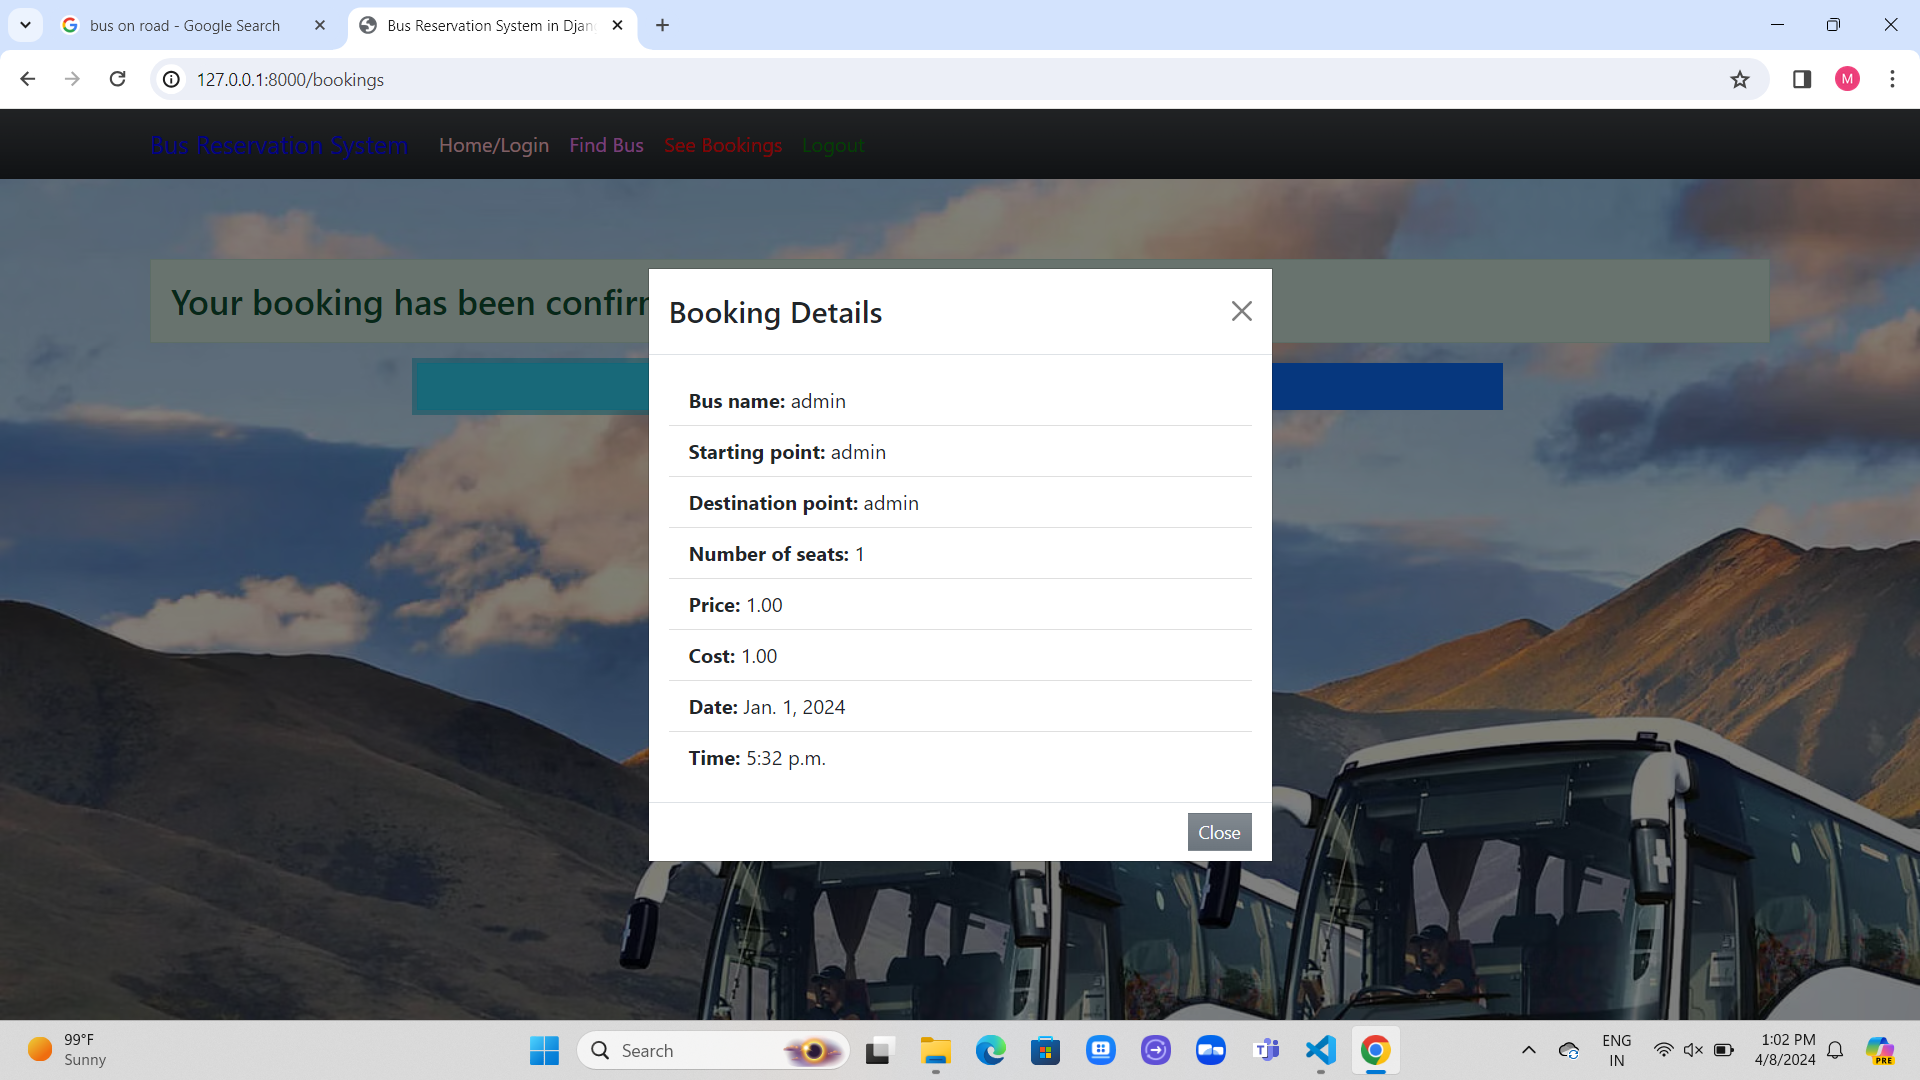 bus on road - Google Search
Bus Reservation System in Djan
127.0.0.1:8000/bookings
M
Bus Reservation System Home/Login Find Bus See Bookings Logout
Your booking has been confir
Booking Details
Bus name: admin
Starting point: admin
Destination point: admin
Number of seats: 1
Price: 1.00
Cost: 1.00
Date: Jan. 1, 2024
Time: 5:32 p.m.
Close
99°F
Sunny
Search
ENG
IN
1:02 PM
4/8/2024
PRE